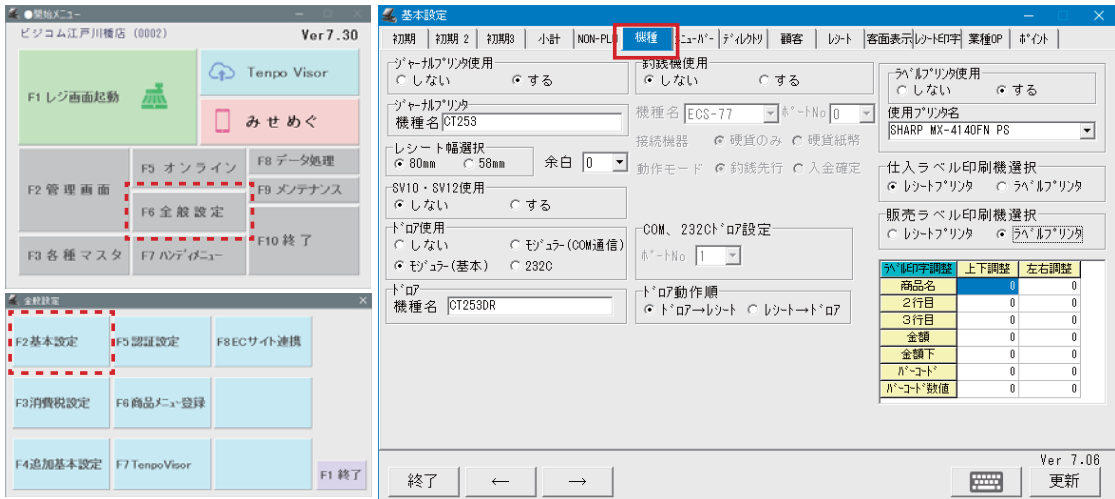 ●開始メニュー
ビジコム江戸川橋店 (0002)
Ver7.30
F1 レジ画面起動
Tenpo Visor
みせめぐ
F2 管理画面
F5 オンライン
F8 データ処理
F6 全般設定
F9 メンテナンス
F3 各種マスタ
F7 ハンディメニュー
F10 終了
全般設定
F2基本設定
F5認証設定
F8ECサイト連携
F3消費税設定
F6商品メニュー登録
F4追加基本設定
F7TenpoVisor
F1 終了
基本設定
初期
初期 2
初期3
小計
NON-PLU
機種
ﾒﾆｭｰﾊﾞｰ
ﾃﾞｨﾚｸﾄﾘ
顧客
ﾚｼｰﾄ
客面表示
ﾚｼｰﾄ印字
業種OP
ﾎﾟｲﾝﾄ
ｼﾞｬｰﾅﾙﾌﾟﾘﾝﾀ使用
しない する
ｼﾞｬｰﾅﾙﾌﾟﾘﾝﾀ
機種名 CT253
レシート幅選択
80mm 58mm 余白 0
SV10・SV12使用
しない する
ﾄﾞﾛｱ使用
しない ﾓｼﾞｭﾗｰ(COM通信)
ﾓｼﾞｭﾗｰ(基本) 232C
ﾄﾞﾛｱ
機種名 CT253DR
釣銭機使用
しない する
機種名 ECS-77 ﾎﾟｰﾄNo 0
接続機器 硬貨のみ 硬貨紙幣
動作モード 釣銭先行 入金確定
COM、232Cﾄﾞﾛｱ設定
ﾎﾟｰﾄNo 1
ﾄﾞﾛｱ動作順
ﾄﾞﾛｱ→ﾚｼｰﾄ ﾚｼｰﾄ→ﾄﾞﾛｱ
ﾗﾍﾞﾙﾌﾟﾘﾝﾀ使用
しない する
使用ﾌﾟﾘﾝﾀ名
SHARP MX-4140FN PS
仕入ラベル印刷機選択
ﾚｼｰﾄﾌﾟﾘﾝﾀ ﾗﾍﾞﾙﾌﾟﾘﾝﾀ
販売ラベル印刷機選択
ﾚｼｰﾄﾌﾟﾘﾝﾀ ﾗﾍﾞﾙﾌﾟﾘﾝﾀ
ﾗﾍﾞﾙ印字調整 上下調整 左右調整
商品名 0 0
2行目 0 0
3行目 0 0
金額 0 0
金額下 0 0
ﾊﾞｰｺｰﾄﾞ 0 0
ﾊﾞｰｺｰﾄﾞ数値 0 0
Ver 7.06
終了
←
→
更新